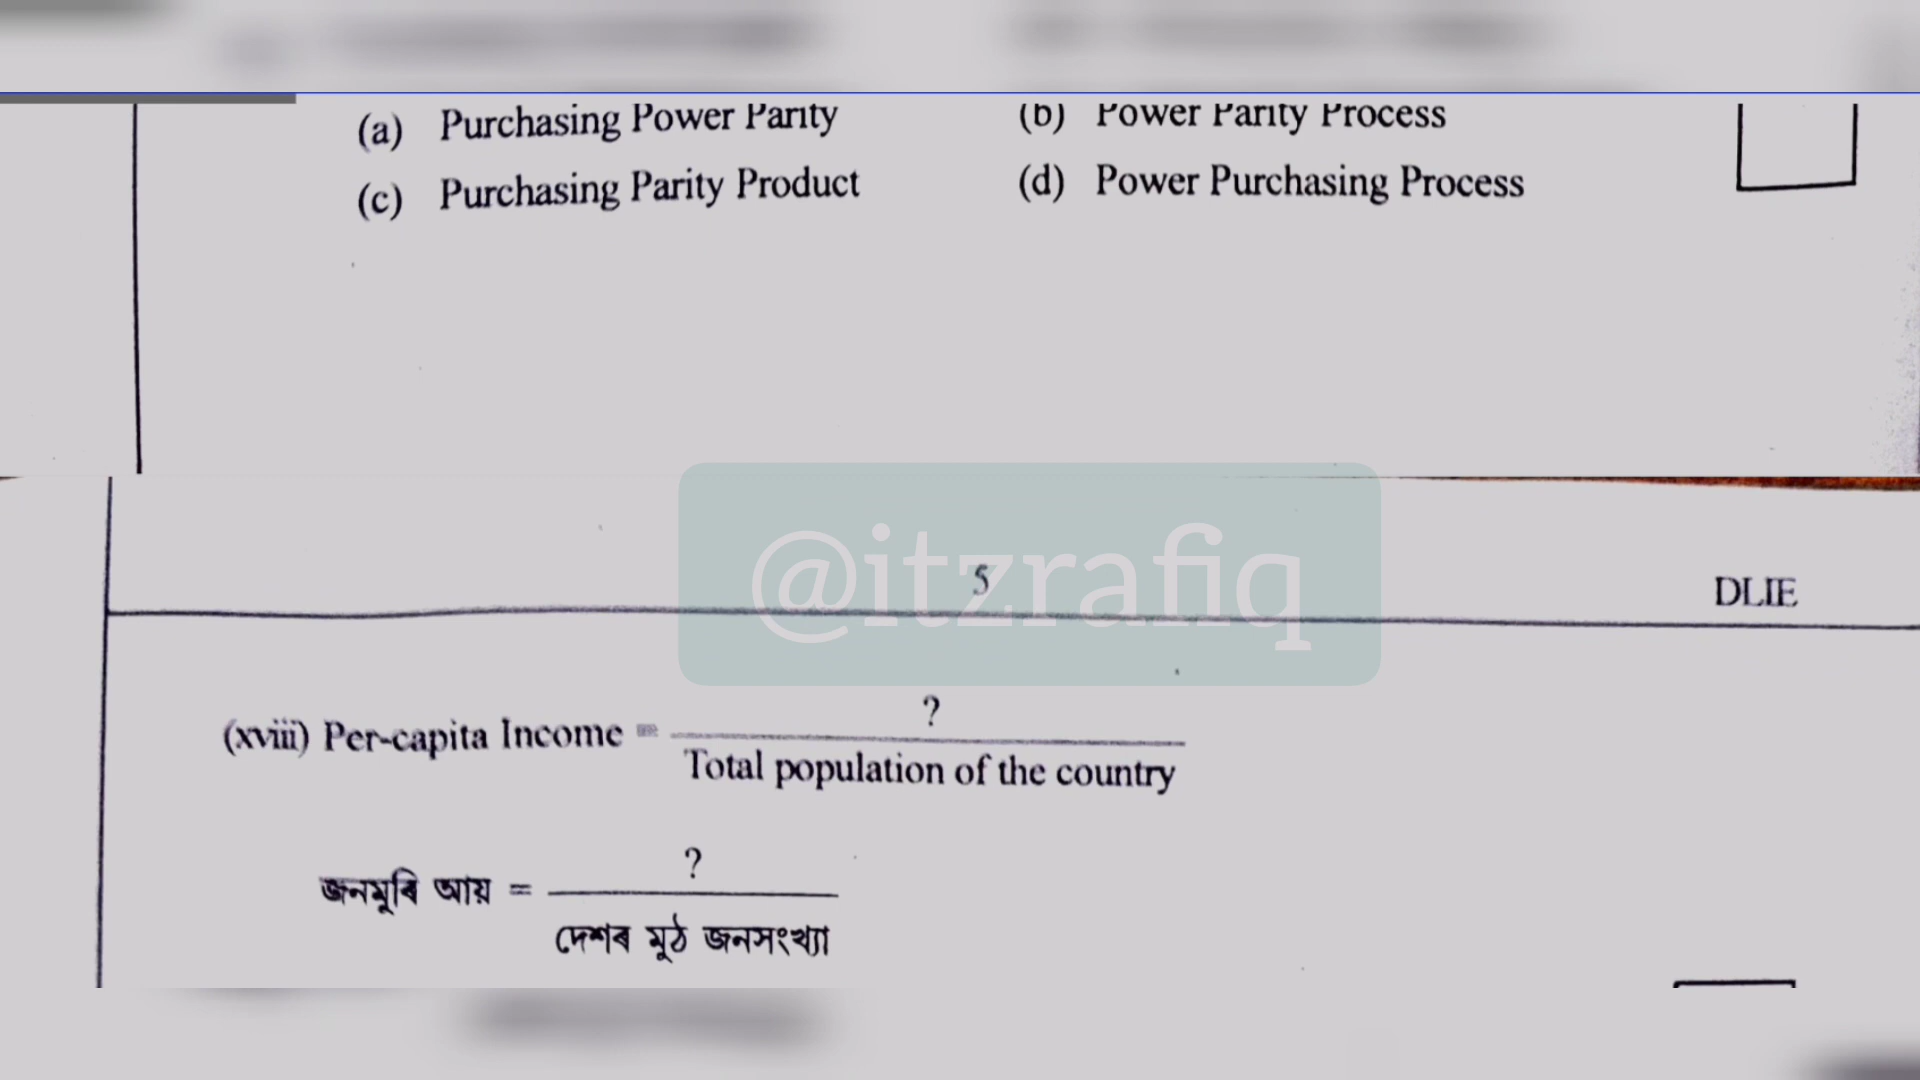 (a) Purchasing Power Parity (b) Power Parity Process
(c) Purchasing Parity Product (d) Power Purchasing Process
@itzrafiq
5 DLIE
(xviii) Per-capita Income = ?
Total population of the country
জনমূৰি আয় = ?
দেশৰ মুঠ জনসংখ্যা